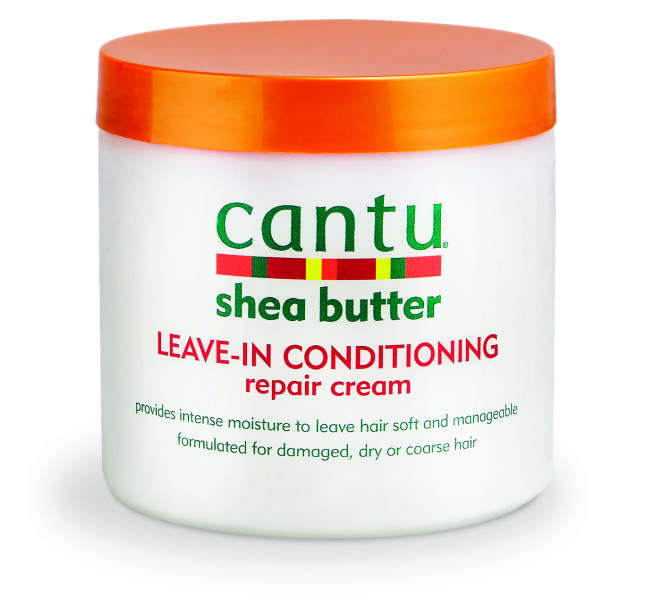 cantu®
shea butter
LEAVE-IN CONDITIONING
repair cream
provides intense moisture to leave hair soft and manageable
formulated for damaged, dry or coarse hair